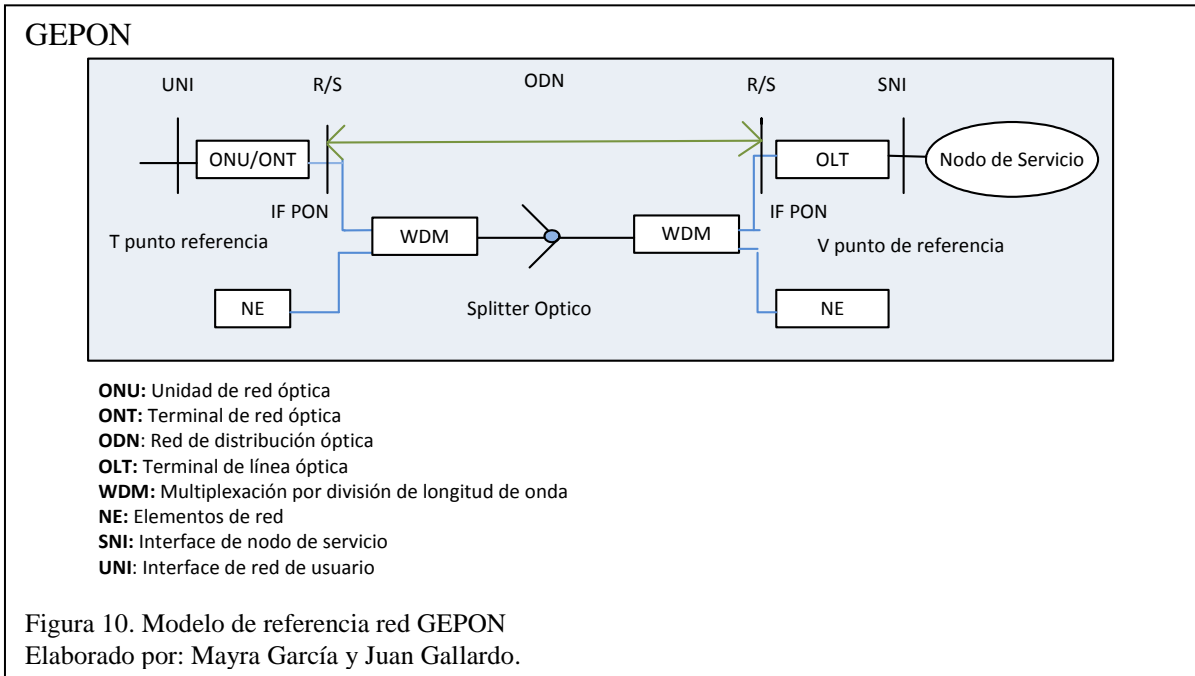 GEPON
UNI R/S ODN R/S SNI
ONU/ONT OLT Nodo de Servicio
IF PON IF PON
T punto referencia WDM WDM V punto de referencia
NE Splitter Optico NE
ONU: Unidad de red óptica
ONT: Terminal de red óptica
ODN: Red de distribución óptica
OLT: Terminal de línea óptica
WDM: Multiplexación por división de longitud de onda
NE: Elementos de red
SNI: Interface de nodo de servicio
UNI: Interface de red de usuario
Figura 10. Modelo de referencia red GEPON
Elaborado por: Mayra García y Juan Gallardo.